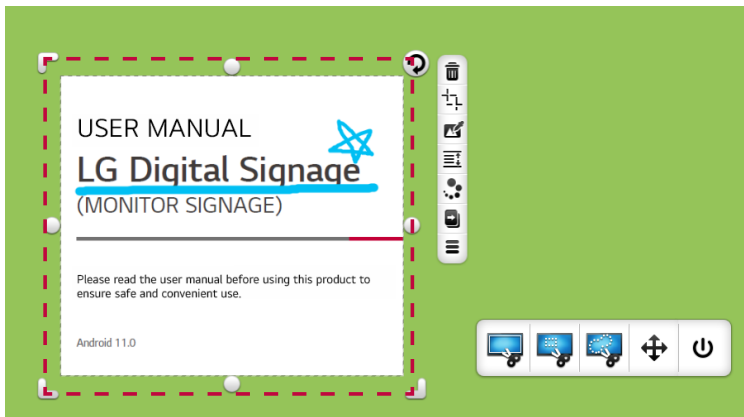 USER MANUAL
LG Digital Signage
(MONITOR SIGNAGE)
Please read the user manual before using this product to
ensure safe and convenient use.
Android 11.0